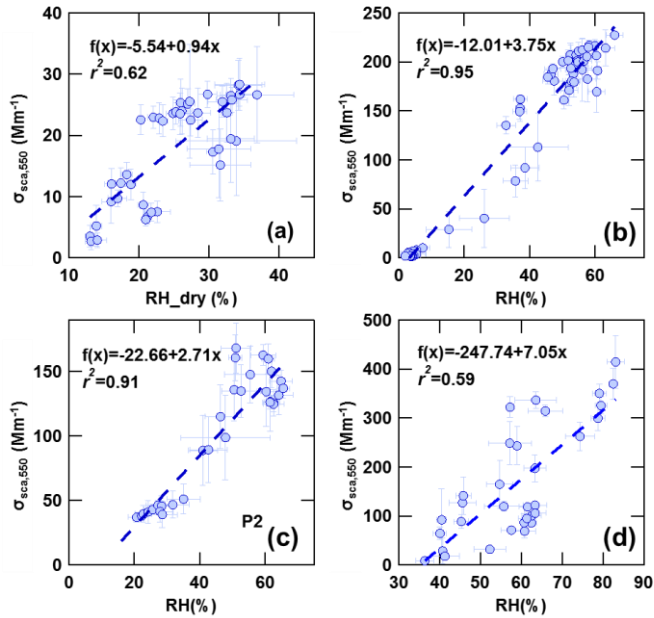 f(x)=-5.54+0.94x
r²=0.62
40
30
20
10
0
σsca,550 (Mm⁻¹)
(a)
10 20 30 40
RH_dry (%)
f(x)=-12.01+3.75x
r²=0.95
250
200
150
100
50
0
σsca,550 (Mm⁻¹)
(b)
0 20 40 60
RH(%)
f(x)=-22.66+2.71x
r²=0.91
150
100
50
0
σsca,550 (Mm⁻¹)
P2
(c)
0 20 40 60
RH(%)
f(x)=-247.74+7.05x
r²=0.59
500
400
300
200
100
0
σsca,550 (Mm⁻¹)
(d)
30 40 50 60 70 80 90
RH(%)